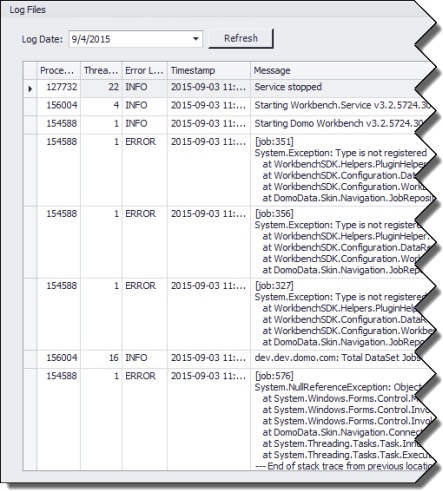 Log Files
Log Date: 9/4/2015 Refresh
Proce... Threa... Error L... Timestamp Message
127732 22 INFO 2015-09-03 11:... Service stopped
156004 4 INFO 2015-09-03 11:... Starting Workbench.Service v3.2.5724.30
154588 1 INFO 2015-09-03 11:... Starting Domo Workbench v3.2.5724.30
154588 1 ERROR 2015-09-03 11:... [job:351]
System.Exception: Type is not registered
at WorkbenchSDK.Helpers.PluginHelper
at WorkbenchSDK.Configuration.Data
at WorkbenchSDK.Configuration.Workb
at DomoData.Skin.Navigation.JobReposi
154588 1 ERROR 2015-09-03 11:... [job:356]
System.Exception: Type is not registere
at WorkbenchSDK.Helpers.PluginHelper.
at WorkbenchSDK.Configuration.DataRe
at WorkbenchSDK.Configuration.Work
at DomoData.Skin.Navigation.JobRep
154588 1 ERROR 2015-09-03 11:... [job:327]
System.Exception: Type is not registered
at WorkbenchSDK.Helpers.PluginHelp
at WorkbenchSDK.Configuration.DataR
at WorkbenchSDK.Configuration.Workbe
at DomoData.Skin.Navigation.JobRepo
156004 16 INFO 2015-09-03 11:... dev.dev.domo.com: Total DataSet Jobs
154588 1 ERROR 2015-09-03 11:... [job:576]
System.NullReferenceException: Object
at System.Windows.Forms.Control.M
at System.Windows.Forms.Control.Invo
at System.Windows.Forms.Control.Invo
at DomoData.Skin.Navigation.Connec
at System.Threading.Tasks.Task.Inne
at System.Threading.Tasks.Task.Execu
--- End of stack trace from previous locatio